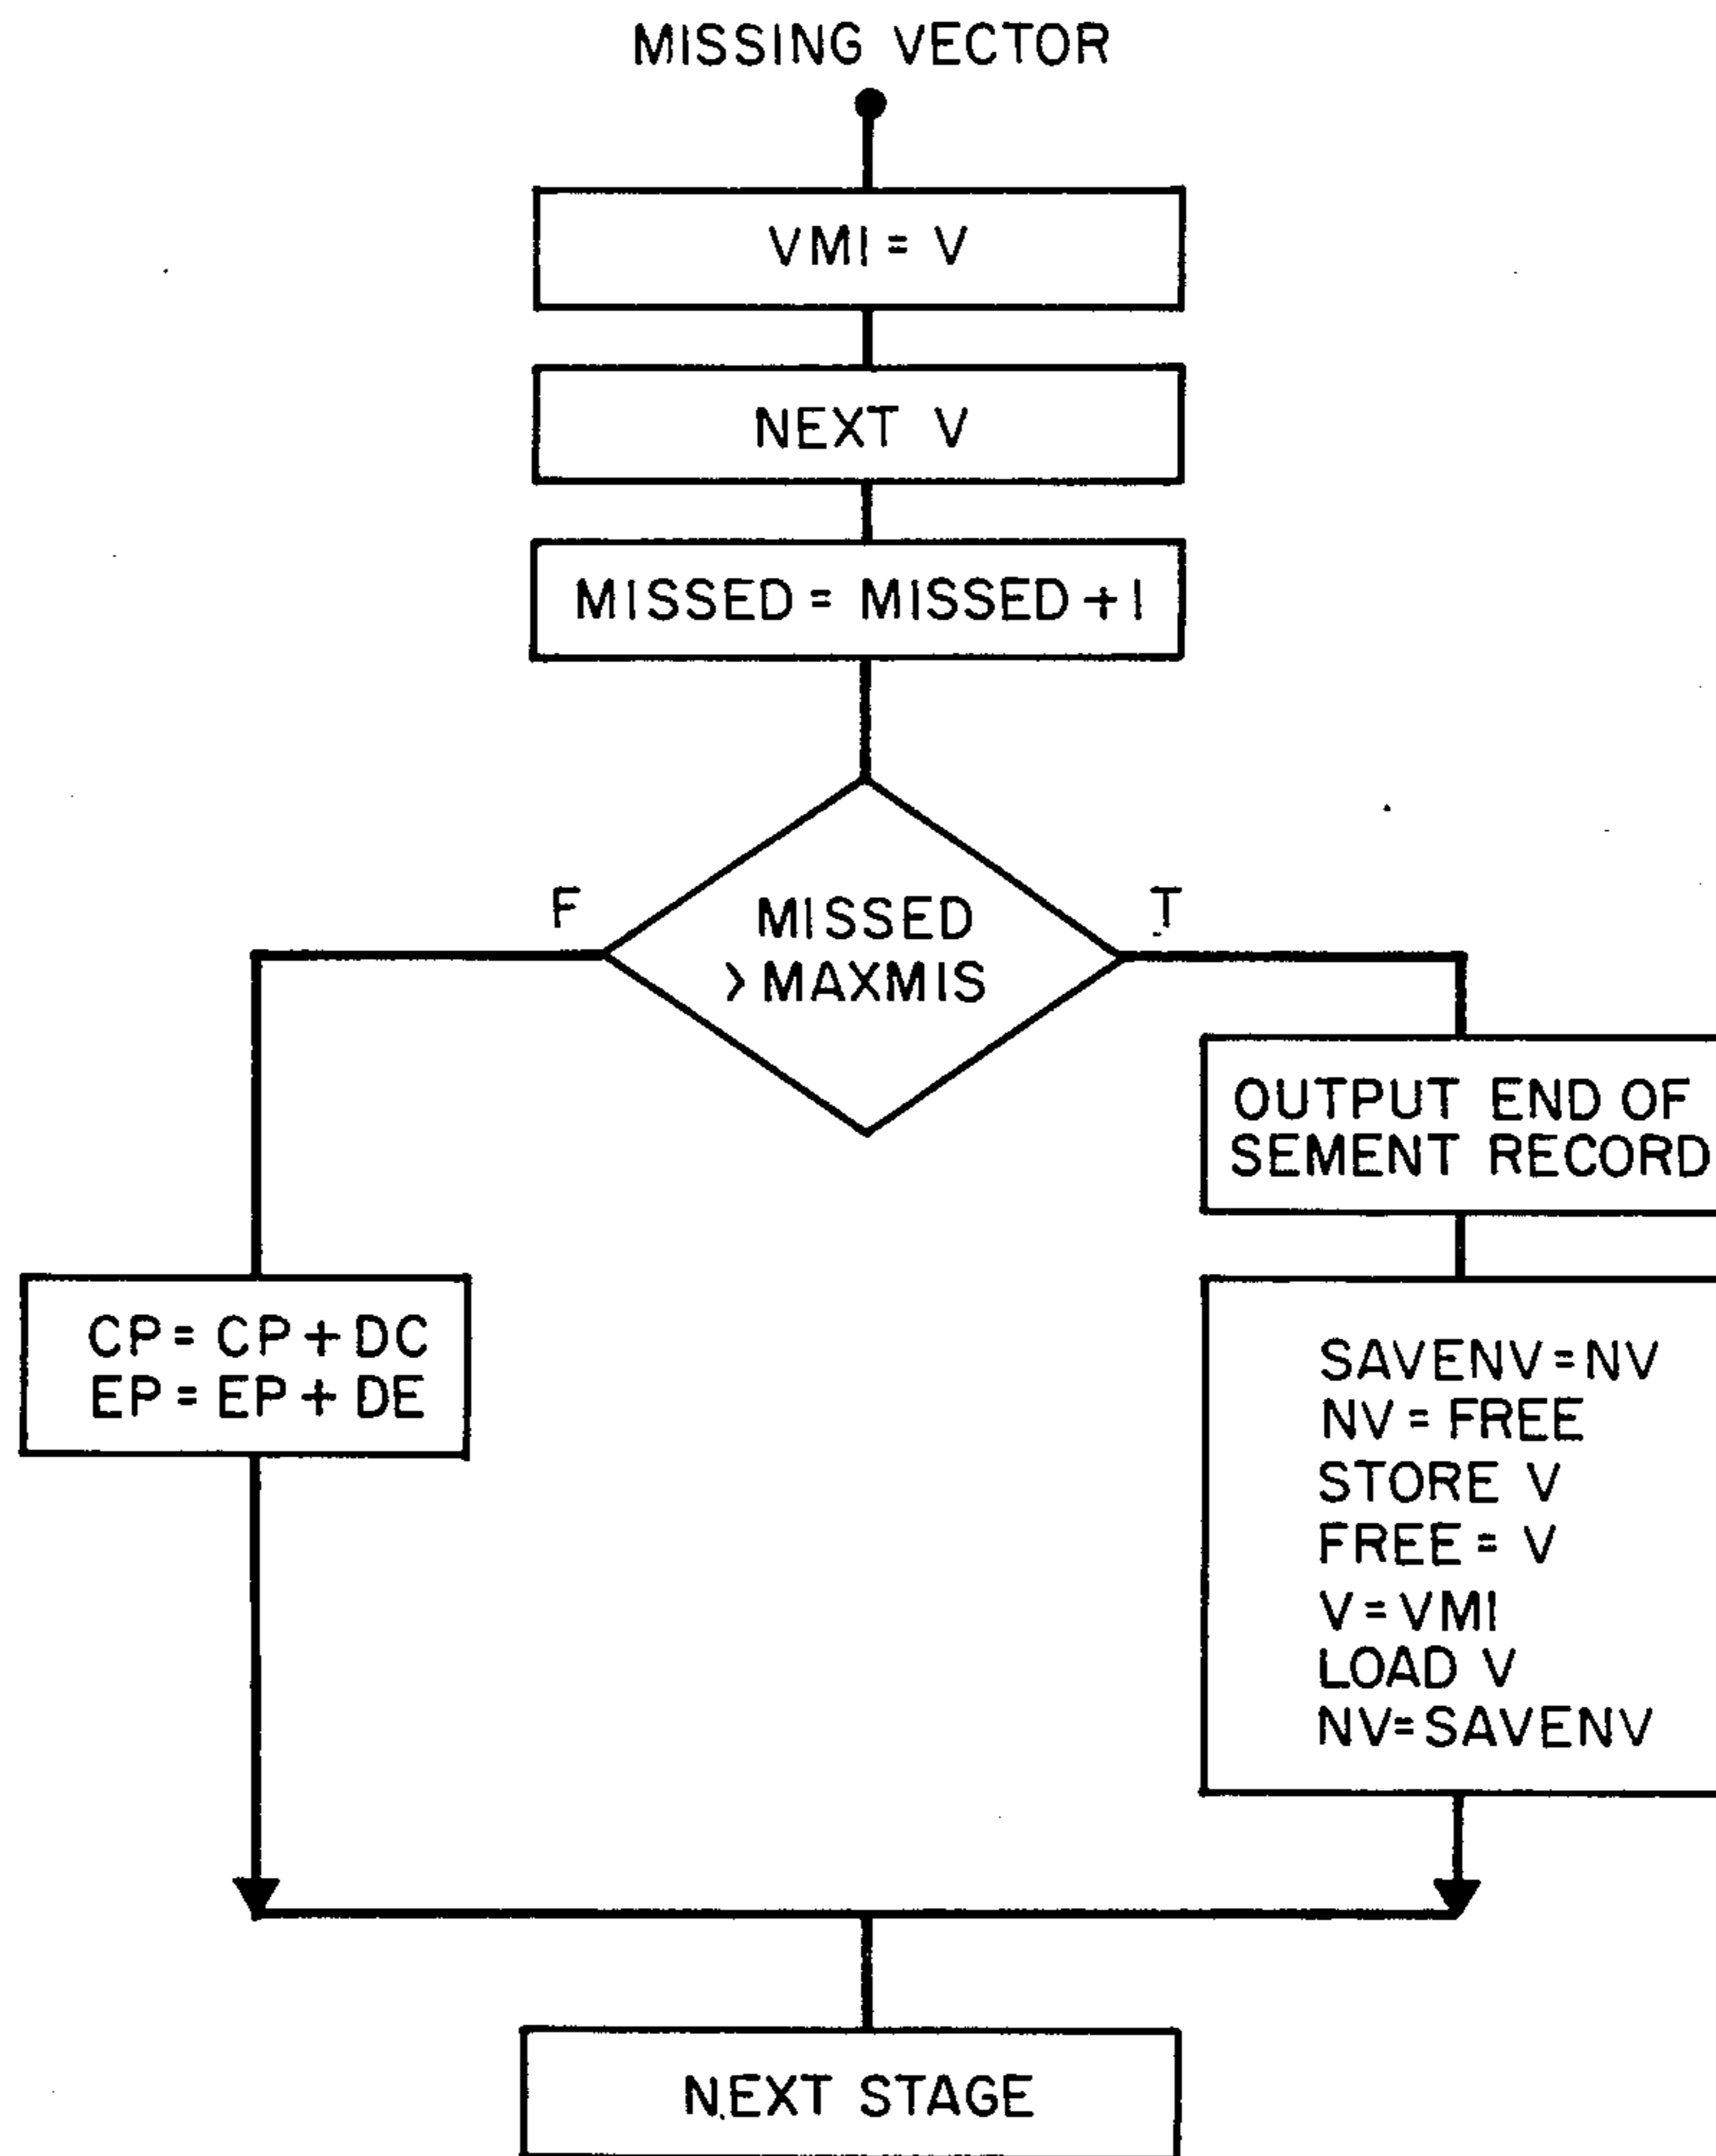 MISSING VECTOR
VMI = V
NEXT V
MISSED = MISSED + I
F
T
MISSED
> MAXMIS
OUTPUT END OF
SEMENT RECORD
CP = CP + DC
EP = EP + DE
SAVENV = NV
NV = FREE
STORE V
FREE = V
V = VMI
LOAD V
NV = SAVENV
NEXT STAGE